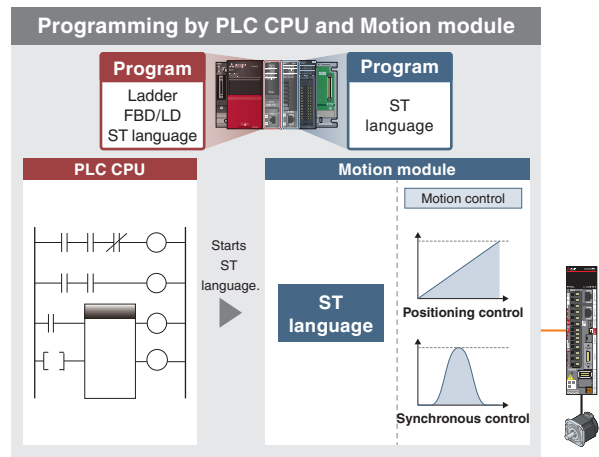 Programming by PLC CPU and Motion module
Program
Ladder
FBD/LD
ST language
Program
ST
language
PLC CPU
Starts
ST
language.
Motion module
ST
language
Motion control
Positioning control
Synchronous control